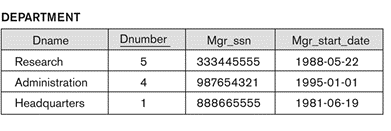 DEPARTMENT
Dname Dnumber Mgr_ssn Mgr_start_date
Research 5 333445555 1988-05-22
Administration 4 987654321 1995-01-01
Headquarters 1 888665555 1981-06-19